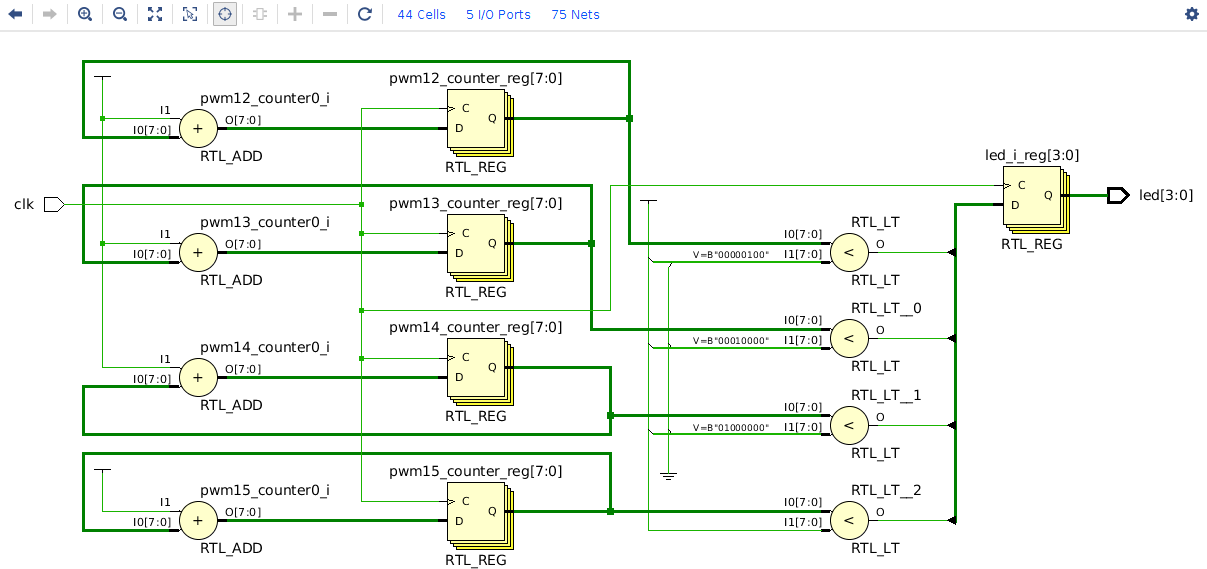 44 Cells 5 I/O Ports 75 Nets
pwm12_counter_reg[7:0]
pwm12_counter0_i
I1
I0[7:0]
+
O[7:0]
RTL_ADD
C
D
Q
RTL_REG
led_i_reg[3:0]
C
D
Q
RTL_REG
led[3:0]
clk
pwm13_counter_reg[7:0]
pwm13_counter0_i
I1
I0[7:0]
+
O[7:0]
RTL_ADD
C
D
Q
RTL_REG
RTL_LT
I0[7:0]
V=B"00000100" I1[7:0]
<
O
RTL_LT
pwm14_counter_reg[7:0]
pwm14_counter0_i
I1
I0[7:0]
+
O[7:0]
RTL_ADD
C
D
Q
RTL_REG
RTL_LT__0
I0[7:0]
V=B"00010000" I1[7:0]
<
O
RTL_LT
RTL_LT__1
I0[7:0]
V=B"01000000" I1[7:0]
<
O
RTL_LT
pwm15_counter_reg[7:0]
pwm15_counter0_i
I1
I0[7:0]
+
O[7:0]
RTL_ADD
C
D
Q
RTL_REG
RTL_LT__2
I0[7:0]
I1[7:0]
<
O
RTL_LT